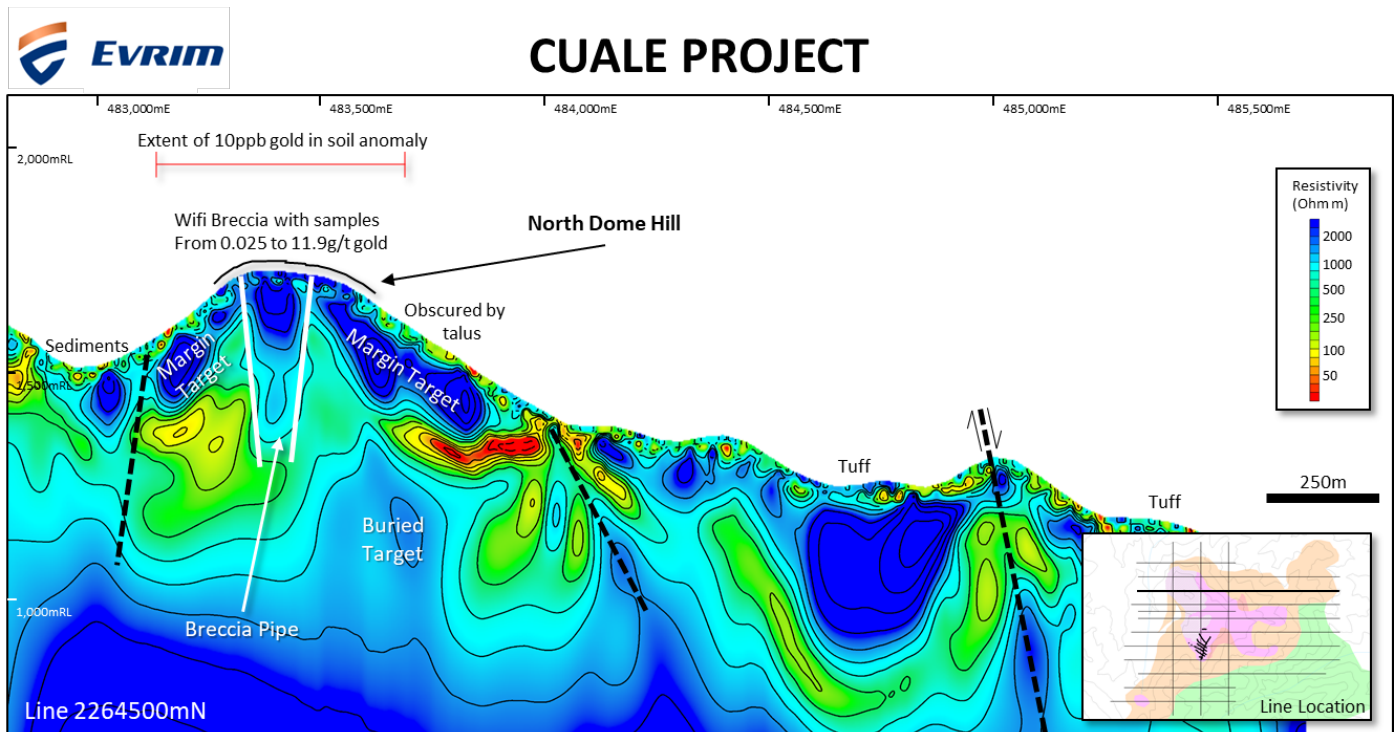 EVRIM
CUALE PROJECT
483,000mE
483,500mE
484,000mE
484,500mE
485,000mE
485,500mE
Extent of 10ppb gold in soil anomaly
2,000mRL
Resistivity
(Ohm m)
2000
1000
500
250
100
50
Wifi Breccia with samples
From 0.025 to 11.9g/t gold
North Dome Hill
Obscured by
talus
Sediments
Margin
Target
Margin Target
1,500mRL
Tuff
250m
Tuff
Buried
Target
1,000mRL
Breccia Pipe
Line 2264500mN
Line Location